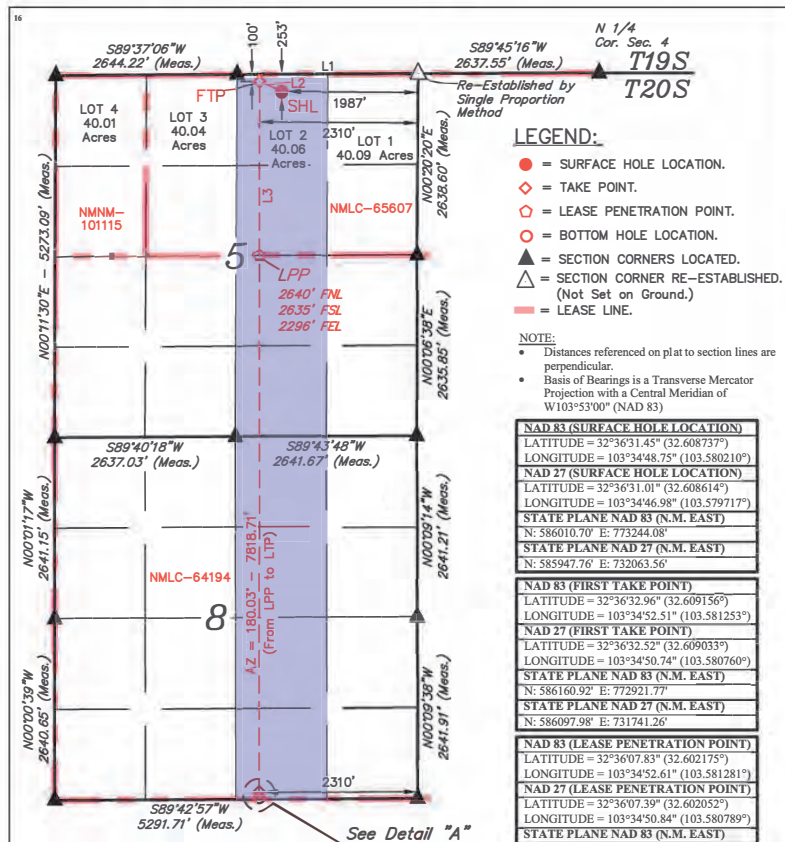 16
S89°37'06"W
2644.22' (Meas.)
100'
253'
L1
S89°45'16"W
2637.55' (Meas.)
N 1/4
Cor. Sec. 4
T19S
T20S
FTP
L2
SHL
1987'
2310'
Re-Established by
Single Proportion
Method
LOT 4
40.01
Acres
LOT 3
40.04
Acres
LOT 2
40.06
Acres
LOT 1
40.09 Acres
L3
NMNM-
101115
NMLC-65607
5
LPP
2640' FNL
2635' FSL
2296' FEL
N00°11'30"E - 5273.09' (Meas.)
N00°20'20"E
2638.60' (Meas.)
N00°06'38"E
2635.85' (Meas.)
S89°40'18"W
2637.03' (Meas.)
S89°43'48"W
2641.67' (Meas.)
N00°01'17"W
2641.15' (Meas.)
N00°09'14"W
2641.21' (Meas.)
NMLC-64194
8
AZ = 180.03° - 7818.71'
(From LPP to LTP)
N00°00'39"W
2640.65' (Meas.)
N00°09'38"W
2641.91' (Meas.)
2310'
S89°42'57"W
5291.71' (Meas.)
See Detail "A"
LEGEND:
= SURFACE HOLE LOCATION.
= TAKE POINT.
= LEASE PENETRATION POINT.
= BOTTOM HOLE LOCATION.
= SECTION CORNERS LOCATED.
= SECTION CORNER RE-ESTABLISHED.
(Not Set on Ground.)
= LEASE LINE.
NOTE:
• Distances referenced on plat to section lines are
perpendicular.
• Basis of Bearings is a Transverse Mercator
Projection with a Central Meridian of
W103°53'00" (NAD 83)
NAD 83 (SURFACE HOLE LOCATION)
LATITUDE = 32°36'31.45" (32.608737°)
LONGITUDE = 103°34'48.75" (103.580210°)
NAD 27 (SURFACE HOLE LOCATION)
LATITUDE = 32°36'31.01" (32.608614°)
LONGITUDE = 103°34'46.98" (103.579717°)
STATE PLANE NAD 83 (N.M. EAST)
N: 586010.70' E: 773244.08'
STATE PLANE NAD 27 (N.M. EAST)
N: 585947.76' E: 732063.56'
NAD 83 (FIRST TAKE POINT)
LATITUDE = 32°36'32.96" (32.609156°)
LONGITUDE = 103°34'52.51" (103.581253°)
NAD 27 (FIRST TAKE POINT)
LATITUDE = 32°36'32.52" (32.609033°)
LONGITUDE = 103°34'50.74" (103.580760°)
STATE PLANE NAD 83 (N.M. EAST)
N: 586160.92' E: 772921.77'
STATE PLANE NAD 27 (N.M. EAST)
N: 586097.98' E: 731741.26'
NAD 83 (LEASE PENETRATION POINT)
LATITUDE = 32°36'07.83" (32.602175°)
LONGITUDE = 103°34'52.61" (103.581281°)
NAD 27 (LEASE PENETRATION POINT)
LATITUDE = 32°36'07.39" (32.602052°)
LONGITUDE = 103°34'50.84" (103.580789°)
STATE PLANE NAD 83 (N.M. EAST)